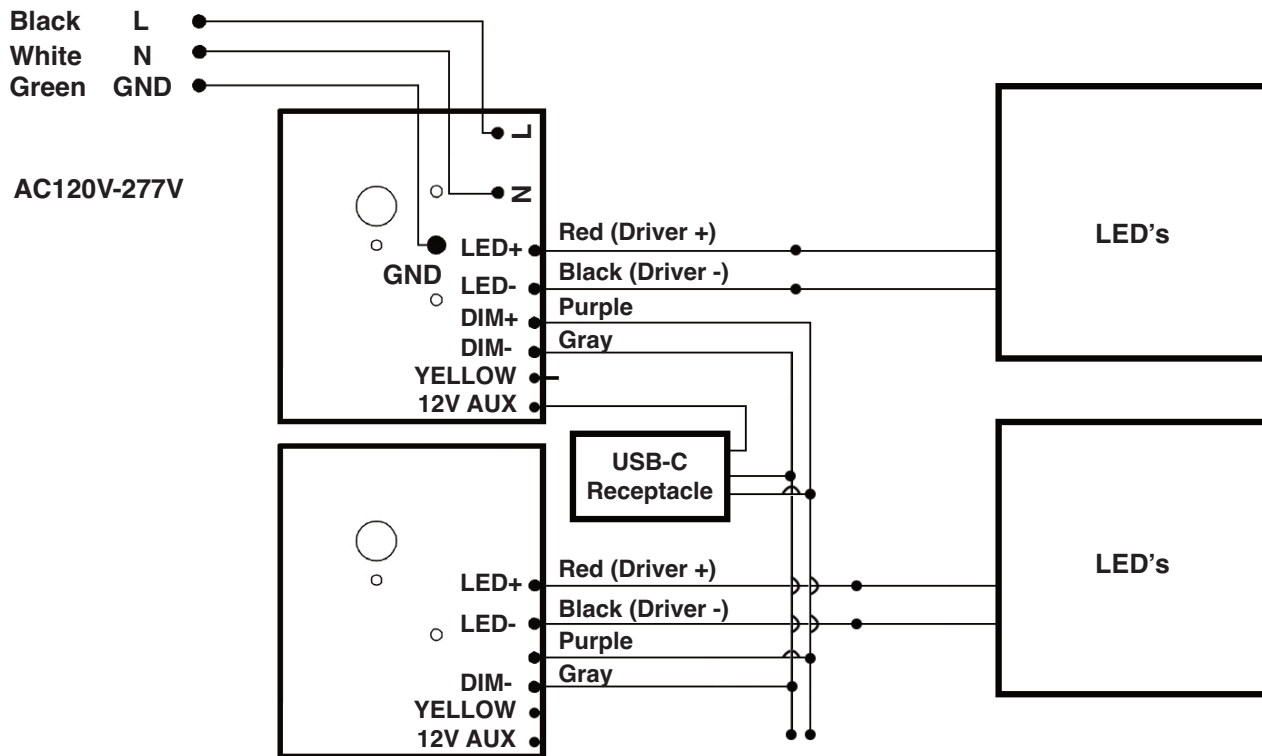 Black L
White N
Green GND
AC120V-277V
L
N
GND
LED+
LED-
DIM+
DIM-
YELLOW
12V AUX
Red (Driver +)
Black (Driver -)
Purple
Gray
LED's
USB-C
Receptacle
LED+
LED-
DIM-
YELLOW
12V AUX
Red (Driver +)
Black (Driver -)
Purple
Gray
LED's